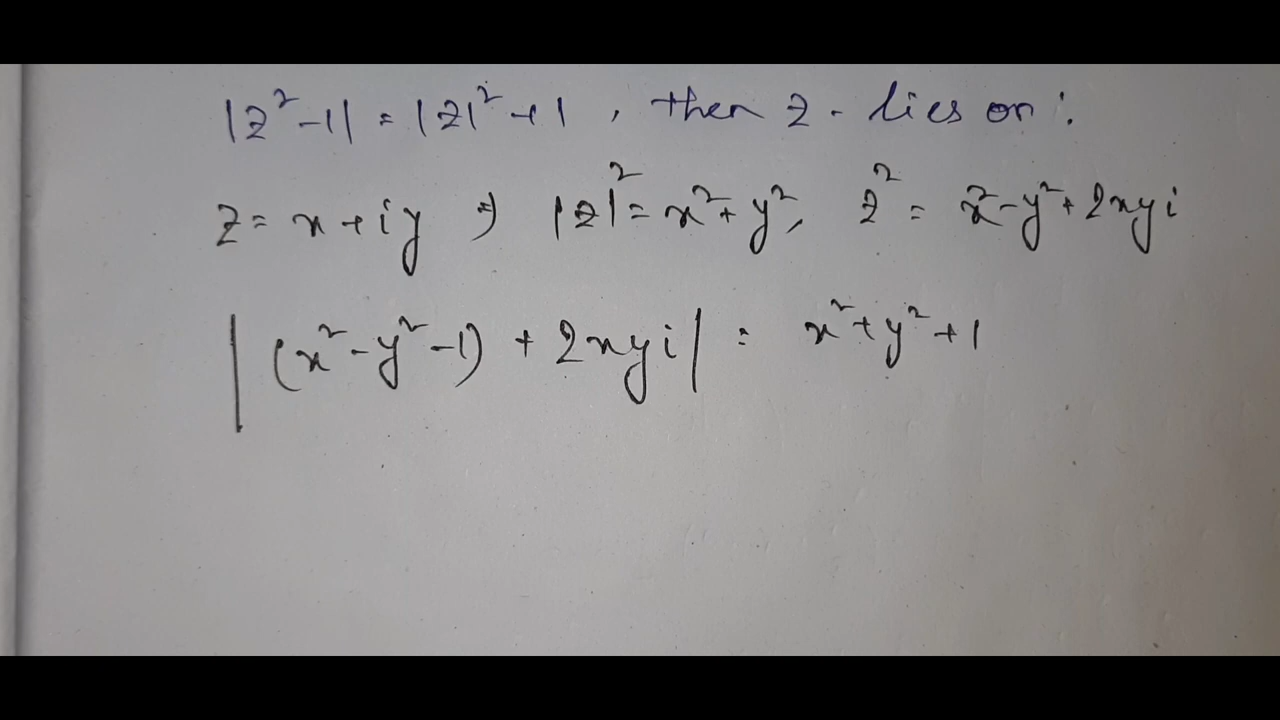 |z²-1| = |z|²+1, then z- lies on:
z = x+iy ⇒ |z|² = x²+y², z² = x²-y²+2xyi
|(x²-y²-1) + 2xyi| = x²+y²+1